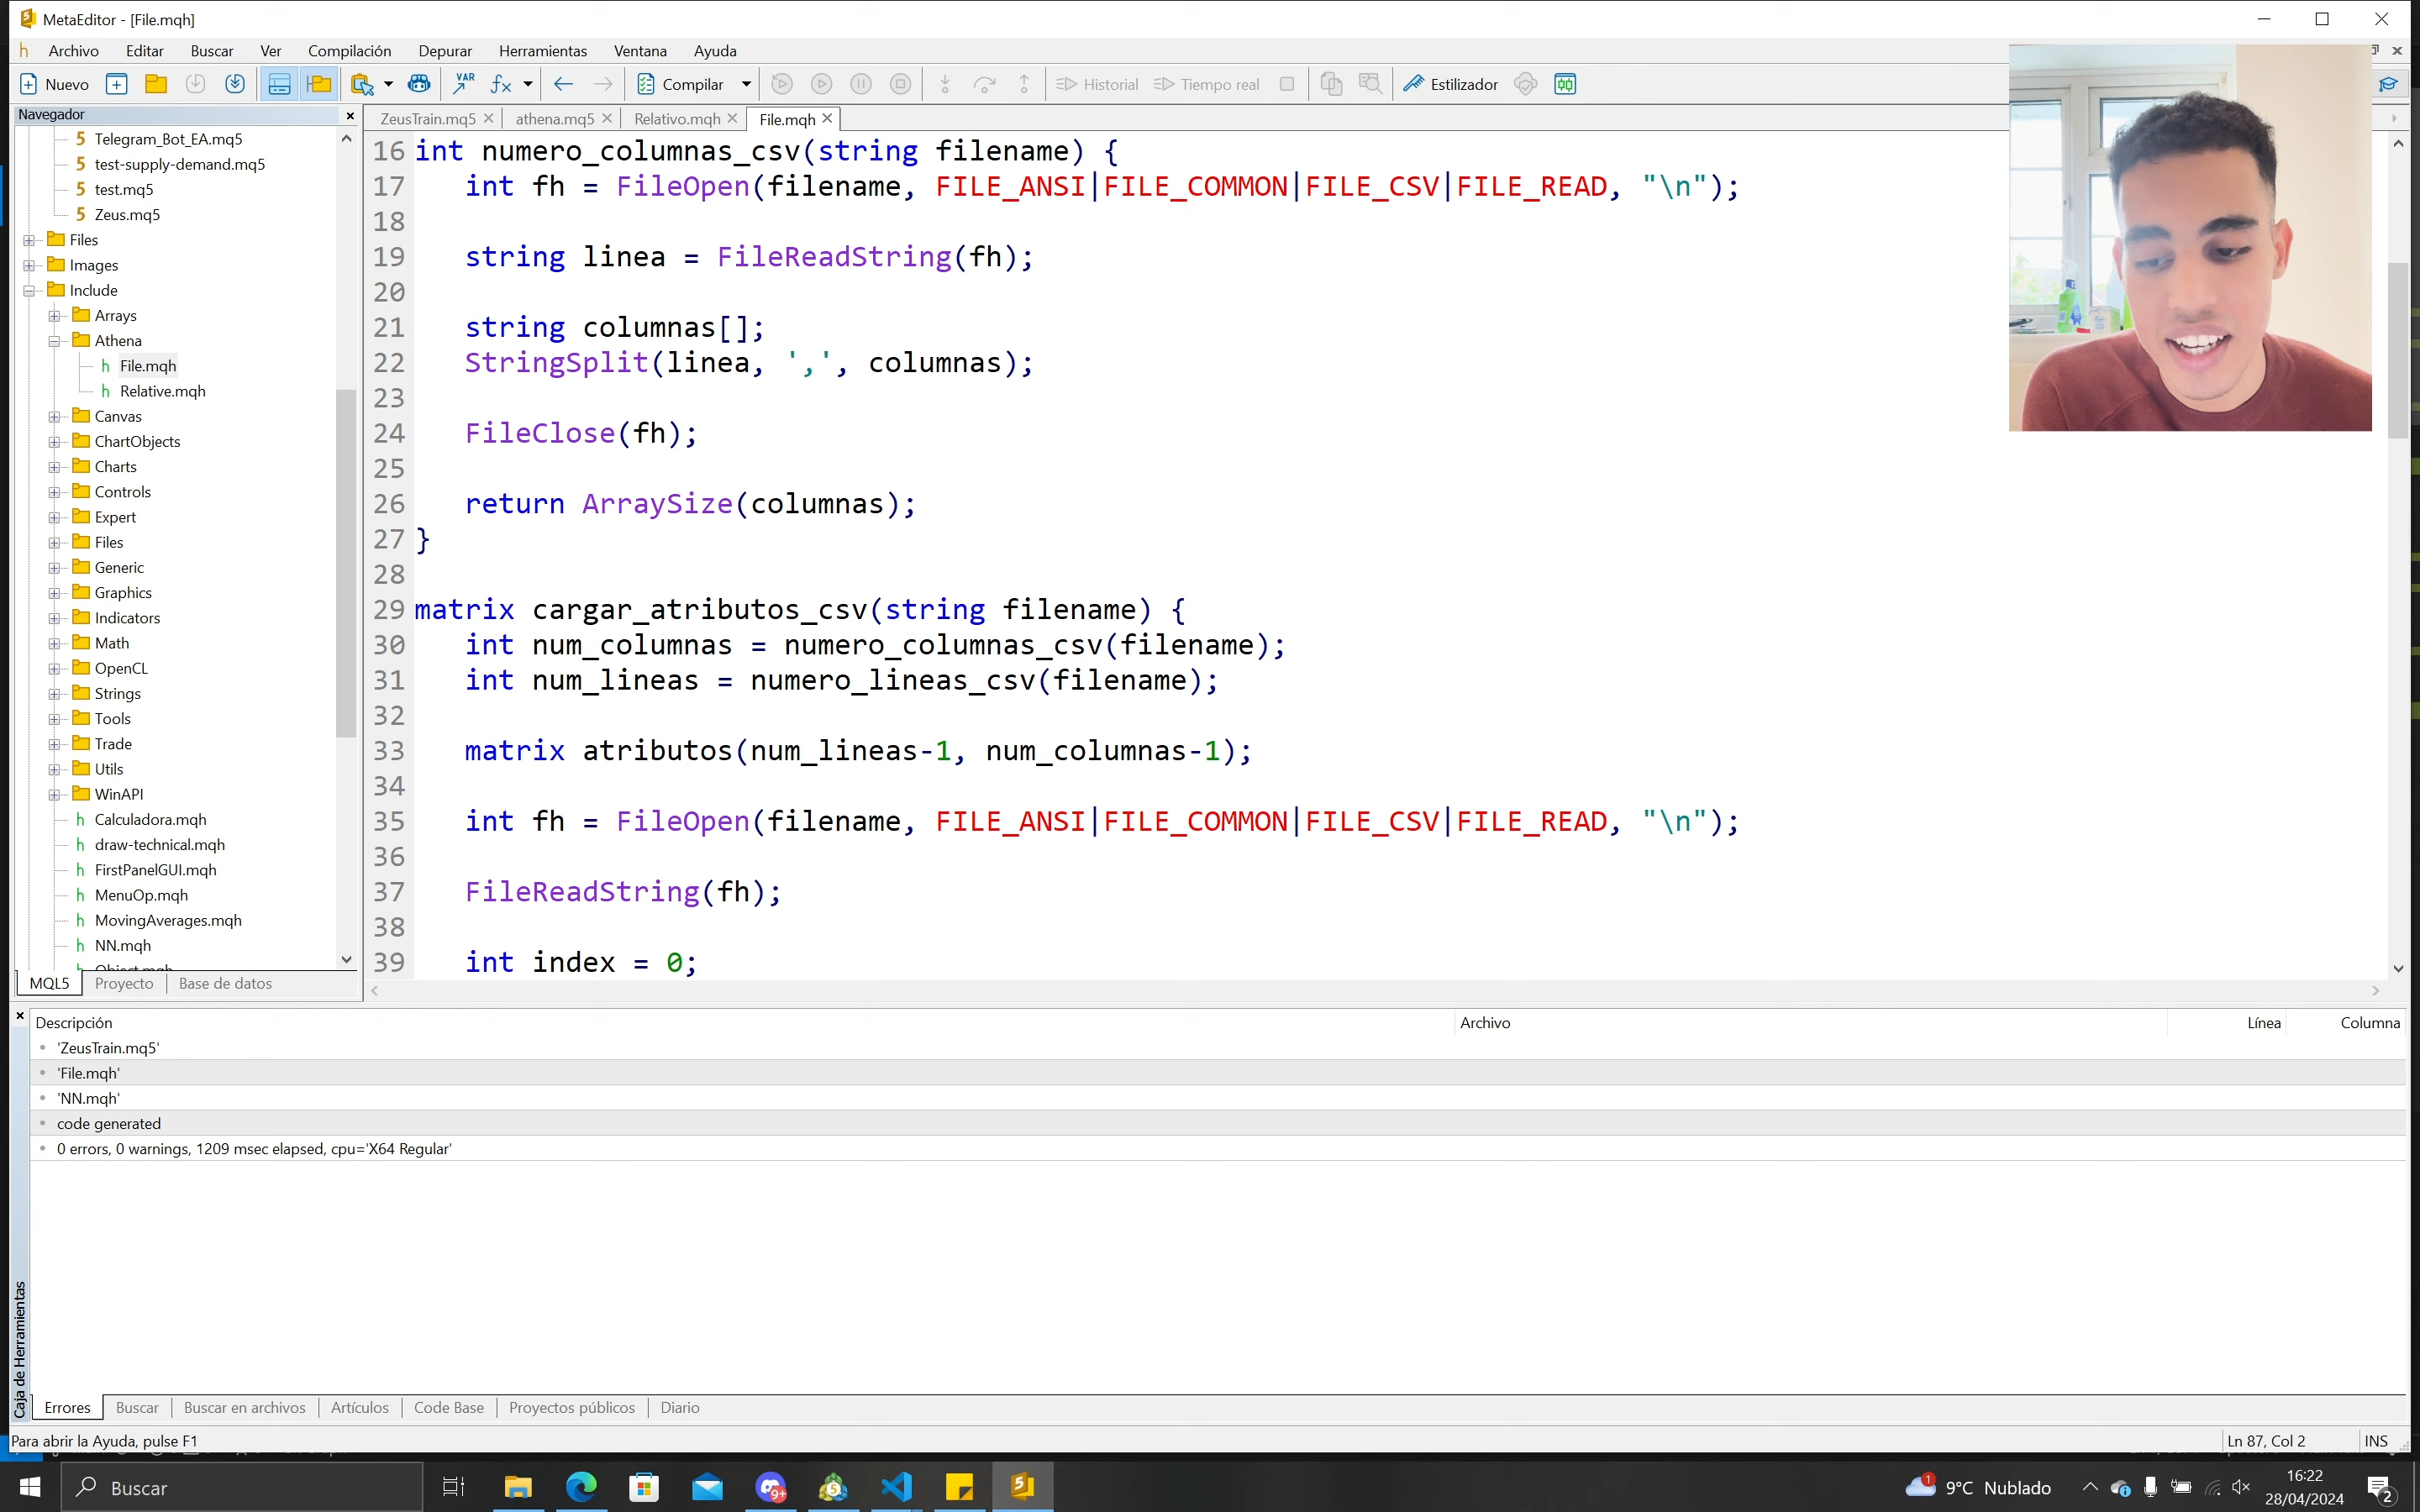 MetaEditor - [File.mqh]
Archivo Editar Buscar Ver Compilación Depurar Herramientas Ventana Ayuda
Nuevo VAR fx Compilar Historial Tiempo real Estilizador
Navegador
ZeusTrain.mq5 athena.mq5 Relativo.mqh File.mqh
Telegram_Bot_EA.mq5
test-supply-demand.mq5
test.mq5
Zeus.mq5
Files
Images
Include
Arrays
Athena
File.mqh
Relative.mqh
Canvas
ChartObjects
Charts
Controls
Expert
Files
Generic
Graphics
Indicators
Math
OpenCL
Strings
Tools
Trade
Utils
WinAPI
Calculadora.mqh
draw-technical.mqh
FirstPanelGUI.mqh
MenuOp.mqh
MovingAverages.mqh
NN.mqh
Object.mqh
MQL5 Proyecto Base de datos
16 int numero_columnas_csv(string filename) {
17 int fh = FileOpen(filename, FILE_ANSI|FILE_COMMON|FILE_CSV|FILE_READ, "\n");
18
19 string linea = FileReadString(fh);
20
21 string columnas[];
22 StringSplit(linea, ',', columnas);
23
24 FileClose(fh);
25
26 return ArraySize(columnas);
27 }
28
29 matrix cargar_atributos_csv(string filename) {
30 int num_columnas = numero_columnas_csv(filename);
31 int num_lineas = numero_lineas_csv(filename);
32
33 matrix atributos(num_lineas-1, num_columnas-1);
34
35 int fh = FileOpen(filename, FILE_ANSI|FILE_COMMON|FILE_CSV|FILE_READ, "\n");
36
37 FileReadString(fh);
38
39 int index = 0;
Descripción Archivo Línea Columna
'ZeusTrain.mq5'
'File.mqh'
'NN.mqh'
code generated
0 errors, 0 warnings, 1209 msec elapsed, cpu='X64 Regular'
Caja de Herramientas
Errores Buscar Buscar en archivos Artículos Code Base Proyectos públicos Diario
Para abrir la Ayuda, pulse F1 Ln 87, Col 2 INS
Buscar 9+ 1 9°C Nublado 16:22
28/04/2024 2